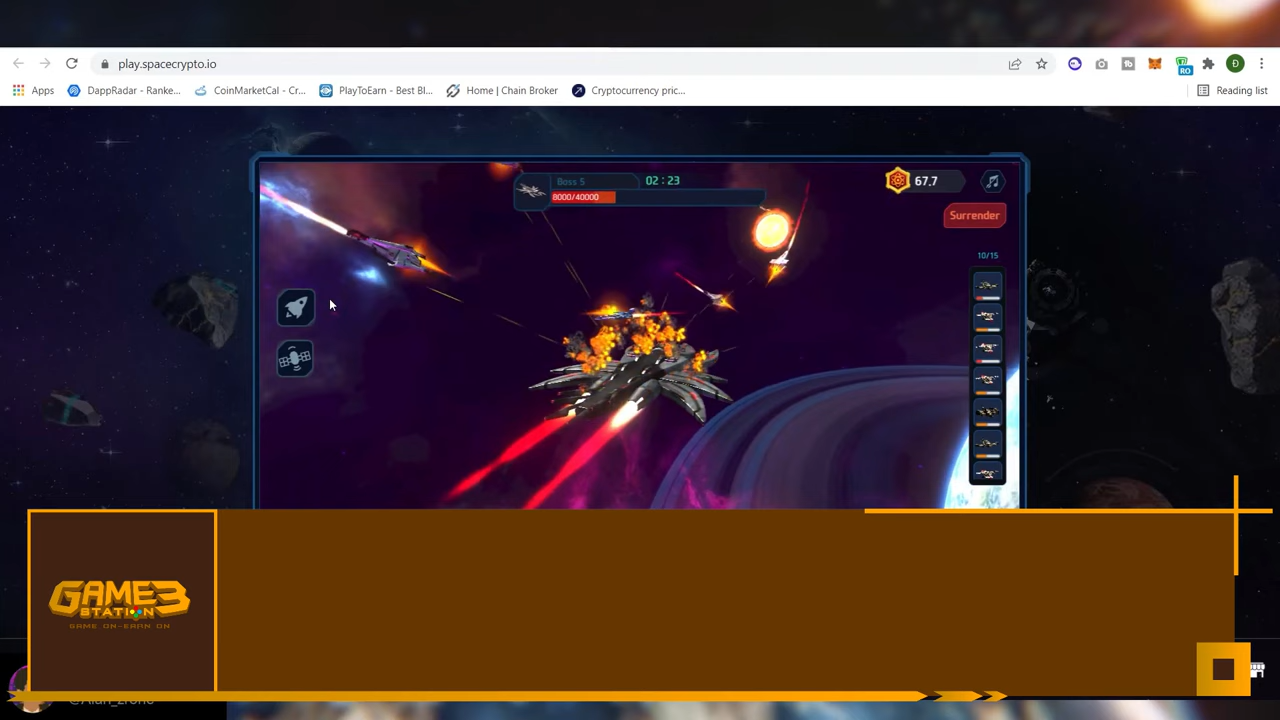 play.spacecrypto.io
RO
Đ
Apps
DappRadar - Ranke...
CoinMarketCal - Cr...
PlayToEarn - Best Bl...
Home | Chain Broker
Cryptocurrency pric...
Reading list
Boss 5
02 : 23
8000/40000
67.7
Surrender
10/15
GAME3
STATION
GAME ON-EARN ON